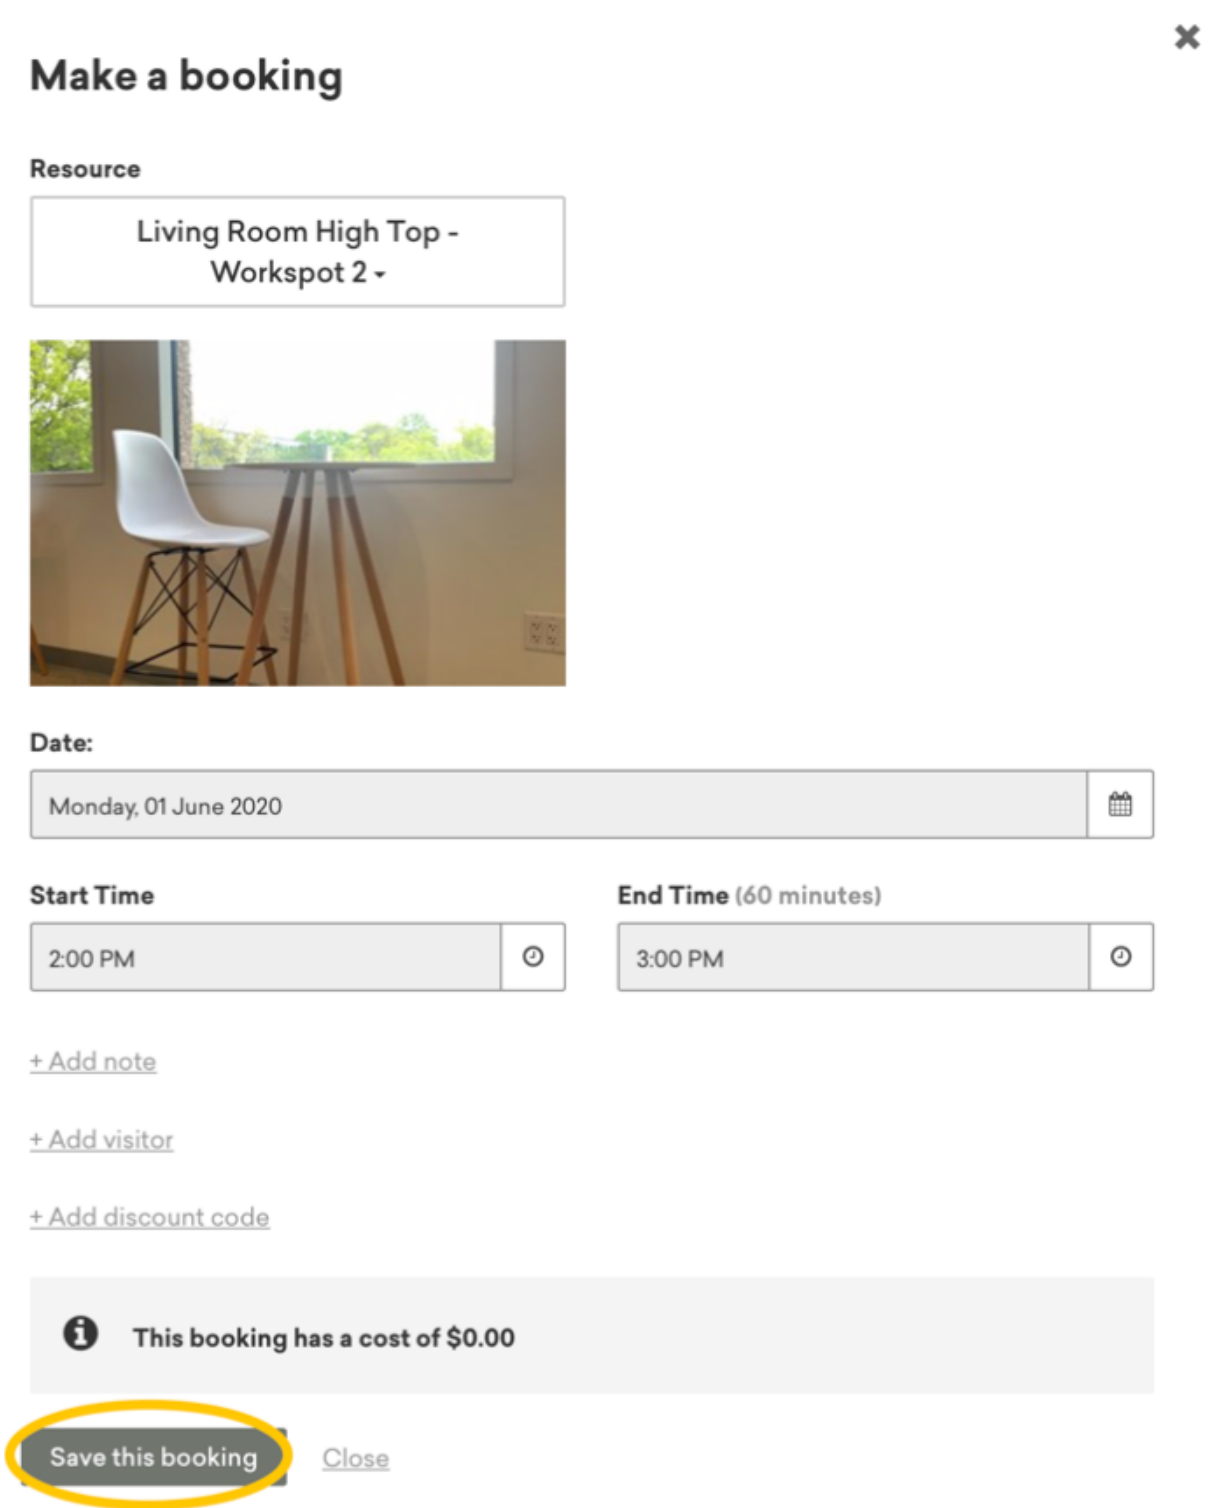 Make a booking
Resource
Living Room High Top -
Workspot 2
Date:
Monday, 01 June 2020
Start Time
End Time (60 minutes)
2:00 PM
3:00 PM
+ Add note
+ Add visitor
+ Add discount code
This booking has a cost of $0.00
Save this booking
Close